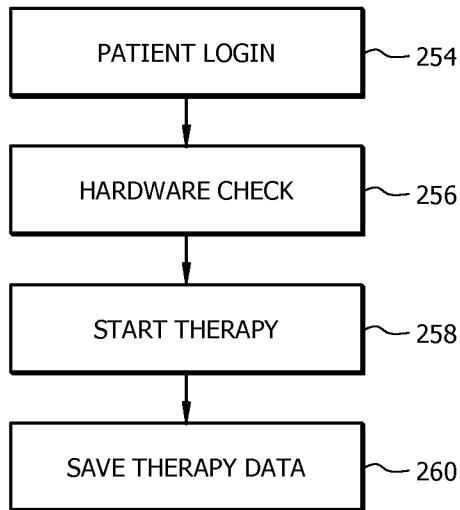 PATIENT LOGIN 254
HARDWARE CHECK 256
START THERAPY 258
SAVE THERAPY DATA 260